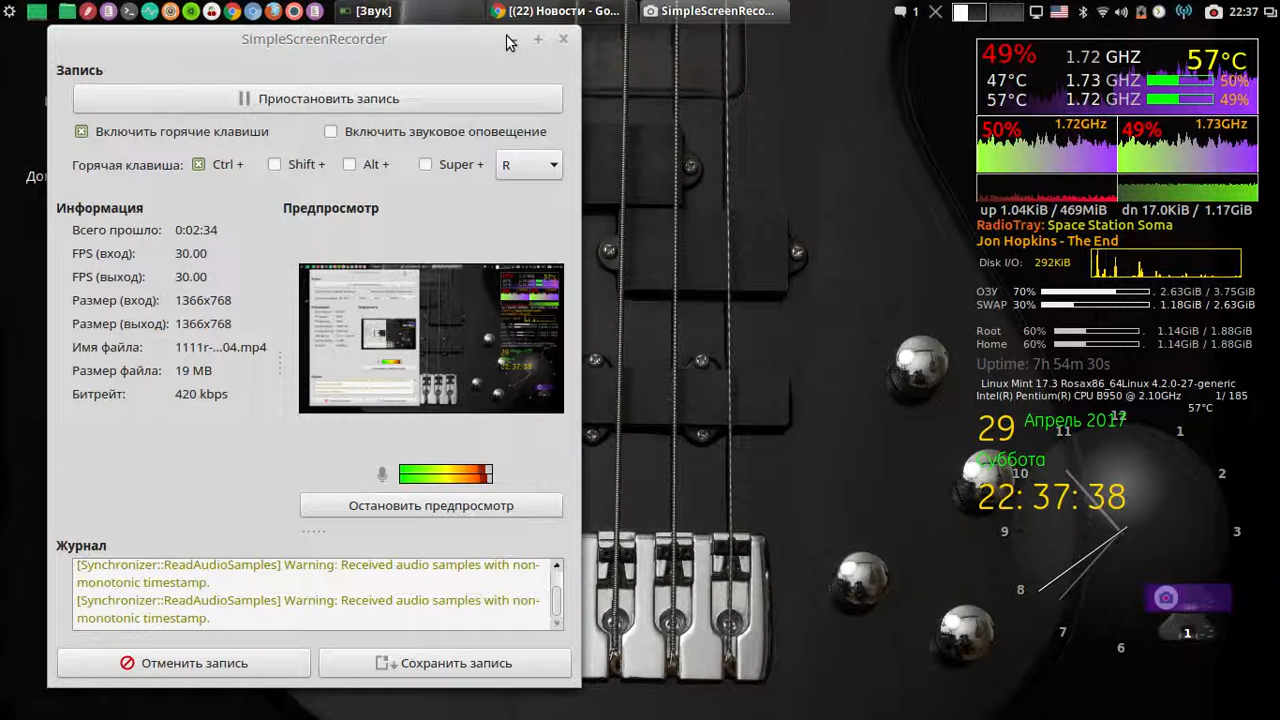 [Звук]
[(22) Новости - Go...
SimpleScreenReco...
1
22:37
SimpleScreenRecorder
Запись
Приостановить запись
Включить горячие клавиши
Включить звуковое оповещение
Горячая клавиша:
Ctrl +
Shift +
Alt +
Super +
R
Информация
Предпросмотр
Всего прошло: 0:02:34
FPS (вход): 30.00
FPS (выход): 30.00
Размер (вход): 1366x768
Размер (выход): 1366x768
Имя файла: 1111r-...04.mp4
Размер файла: 19 MB
Битрейт: 420 kbps
Остановить предпросмотр
Журнал
[Synchronizer::ReadAudioSamples] Warning: Received audio samples with non-
monotonic timestamp.
[Synchronizer::ReadAudioSamples] Warning: Received audio samples with non-
monotonic timestamp.
Отменить запись
Сохранить запись
49% 1.72 GHZ 57°C
47°C 1.73 GHZ 50%
57°C 1.72 GHZ 49%
50% 1.72GHz 49% 1.73GHz
up 1.04KiB / 469MiB dn 17.0KiB / 1.17GiB
RadioTray: Space Station Soma
Jon Hopkins - The End
Disk I/O: 292KiB
ОЗУ 70% 2.63GiB / 3.75GiB
SWAP 30% 1.18GiB / 2.63GiB
Root 60% 1.14GiB / 1.88GiB
Home 60% 1.14GiB / 1.88GiB
Uptime: 7h 54m 30s
Linux Mint 17.3 Rosax86_64Linux 4.2.0-27-generic
Intel(R) Pentium(R) CPU B950 @ 2.10GHz 1/ 185
57°C
29 Апрель 2017
Суббота
22: 37: 38
12
1
2
3
6
7
8
9
10
11
1